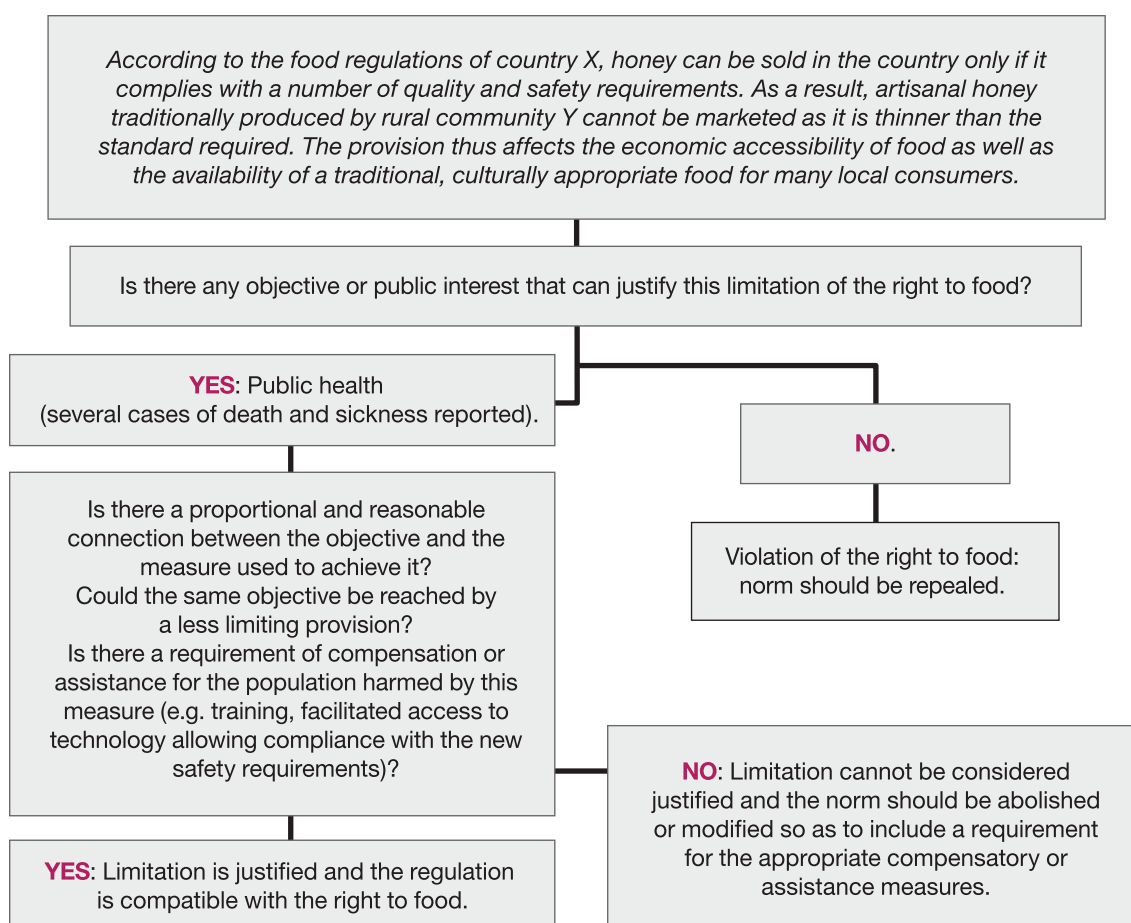 According to the food regulations of country X, honey can be sold in the country only if it
complies with a number of quality and safety requirements. As a result, artisanal honey
traditionally produced by rural community Y cannot be marketed as it is thinner than the
standard required. The provision thus affects the economic accessibility of food as well as
the availability of a traditional, culturally appropriate food for many local consumers.
Is there any objective or public interest that can justify this limitation of the right to food?
YES: Public health
(several cases of death and sickness reported).
NO.
Violation of the right to food:
norm should be repealed.
Is there a proportional and reasonable
connection between the objective and the
measure used to achieve it?
Could the same objective be reached by
a less limiting provision?
Is there a requirement of compensation or
assistance for the population harmed by this
measure (e.g. training, facilitated access to
technology allowing compliance with the new
safety requirements)?
NO: Limitation cannot be considered
justified and the norm should be abolished
or modified so as to include a requirement
for the appropriate compensatory or
assistance measures.
YES: Limitation is justified and the regulation
is compatible with the right to food.